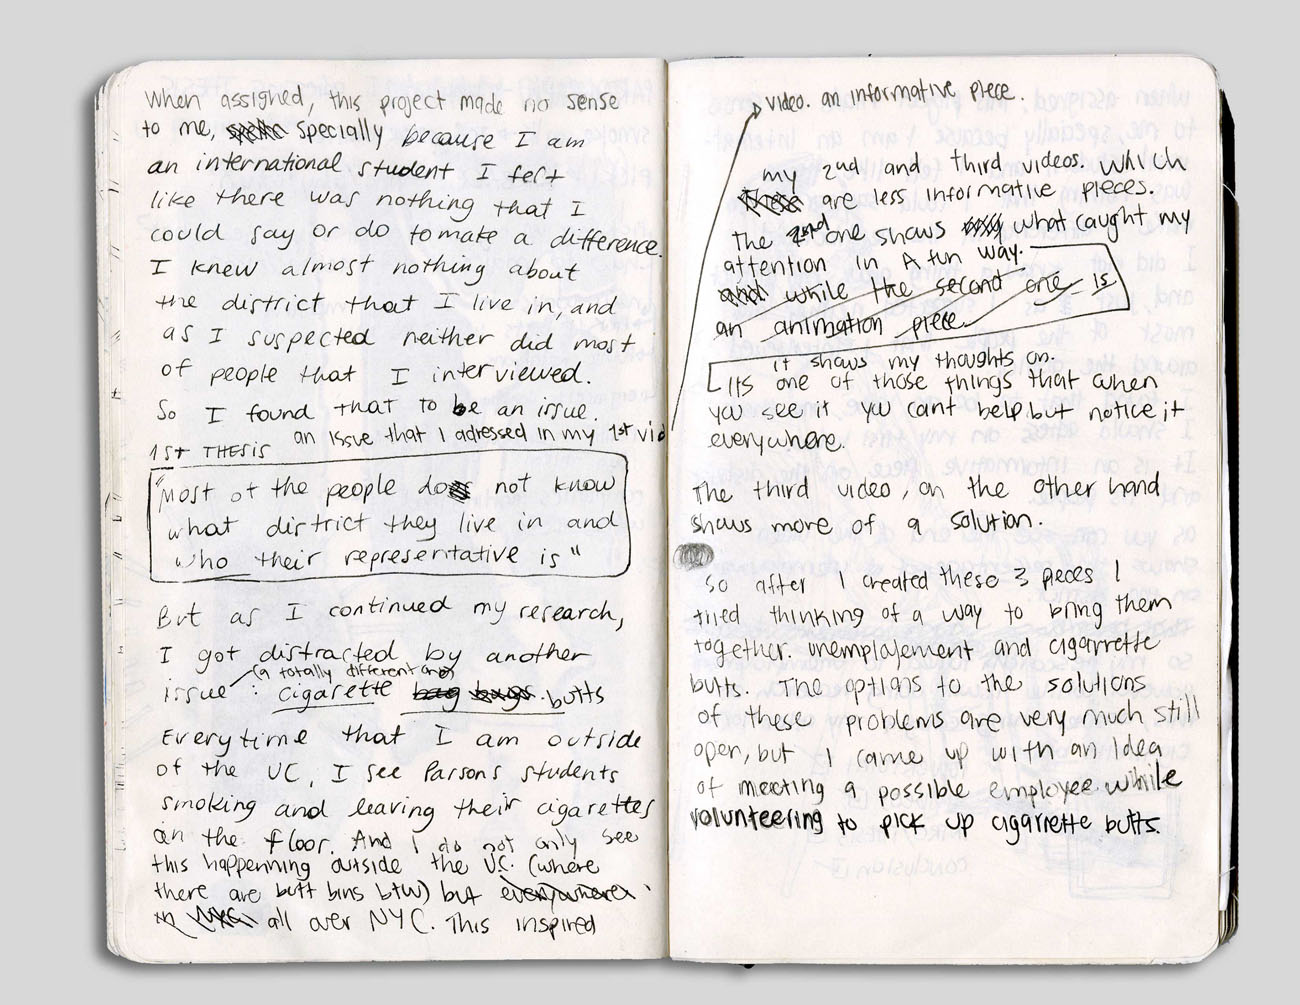 when assigned, this project made no sense
to me, specially because I am
an international student I felt
like there was nothing that I
could say or do to make a difference.
I knew almost nothing about
the district that I live in, and
as I suspected neither did most
of people that I interviewed.
So I found that to be an issue.
an issue that I adressed in my 1st vid
1st THESIS
"Most of the people do not know
what district they live in and
who their representative is"
But as I continued my research,
I got distracted by another
(a totally different one)
issue : cigarette bag bugs. butts
Everytime that I am outside
of the UC, I see Parsons students
smoking and leaving their cigarettes
on the floor. And I do not only see
this happenning outside the UC. (where
there are butt bins btw) but everywhere
in NYC. all over NYC. This inspired
video. an informative piece.
my 2nd and third videos. which
These are less informative pieces.
The 2nd one shows what caught my
attention in A fun way.
while the second one is
an animation piece.
it shows my thoughts on.
Its one of those things that when
you see it you cant help but notice it
everywhere.
The third video, on the other hand
shows more of a solution.
So after I created these 3 pieces I
tried thinking of a way to bring them
together. unemployement and cigarrette
butts. The options to the solutions
of these problems are very much still
open, but I came up with an idea
of meeting a possible employee while
volunteering to pick up cigarrette butts.